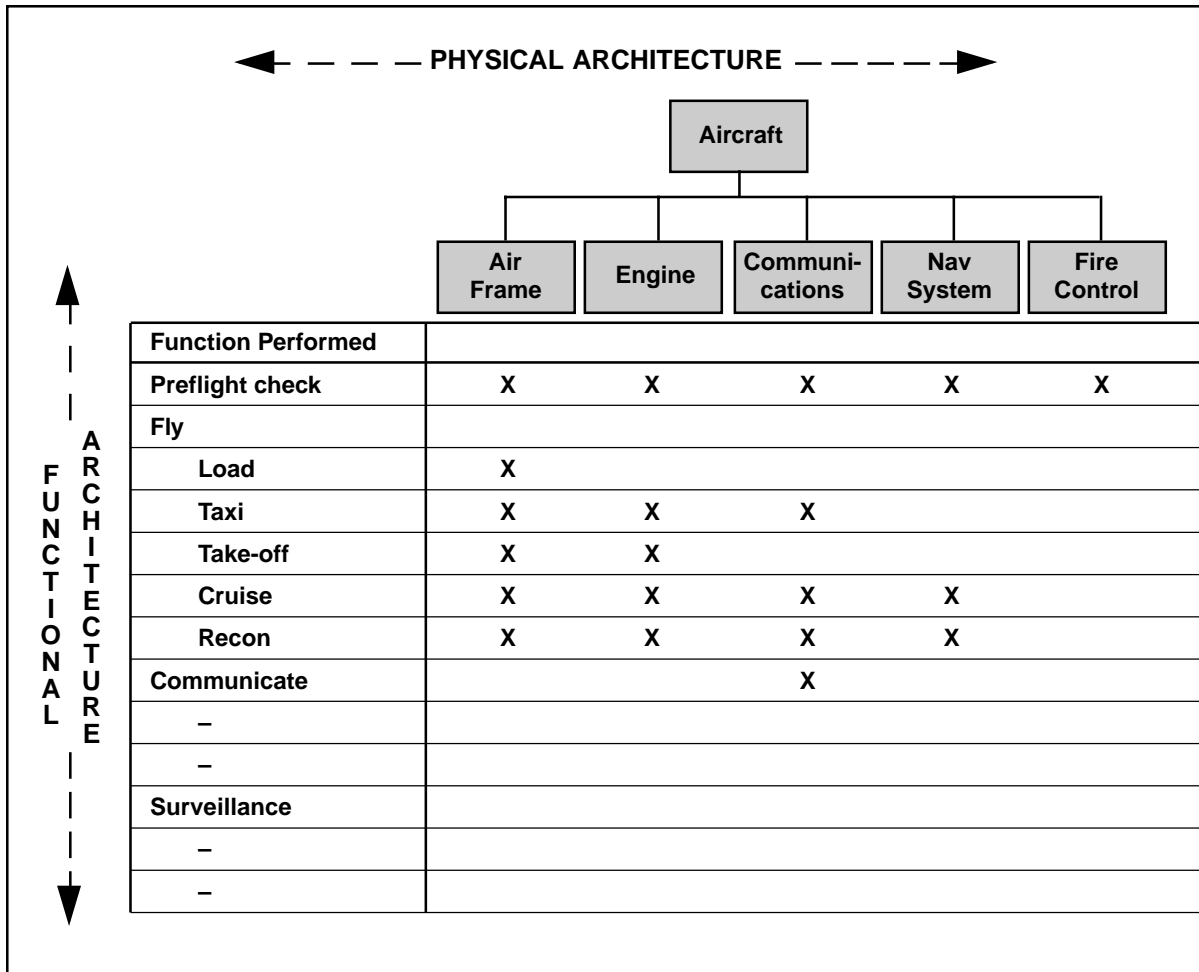 PHYSICAL ARCHITECTURE
Aircraft
Air
Frame
Engine
Communi-
cations
Nav
System
Fire
Control
FUNCTIONAL
ARCHITECTURE
Function Performed
Preflight check X X X X X
Fly
Load X
Taxi X X X
Take-off X X
Cruise X X X X
Recon X X X X
Communicate X
–
–
Surveillance
–
–